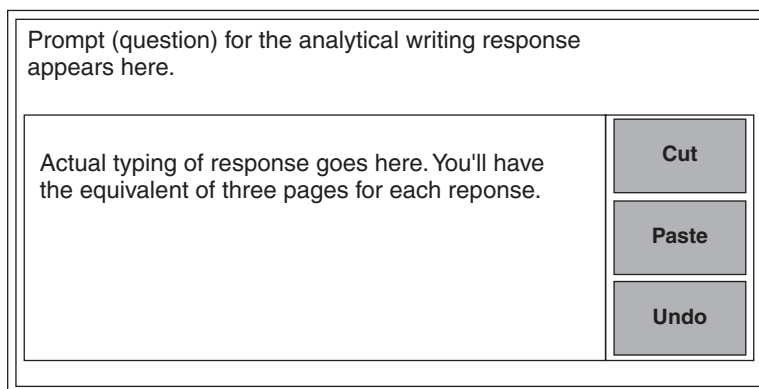 Prompt (question) for the analytical writing response
appears here.
Actual typing of response goes here. You'll have
the equivalent of three pages for each reponse.
Cut
Paste
Undo